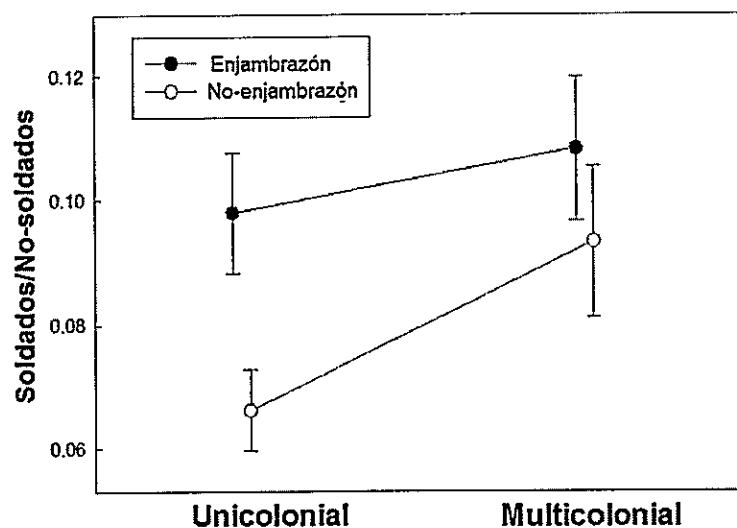 Enjambrazón
No-enjambrazón
Soldados/No-soldados
0.12
0.10
0.08
0.06
Unicolonial
Multicolonial